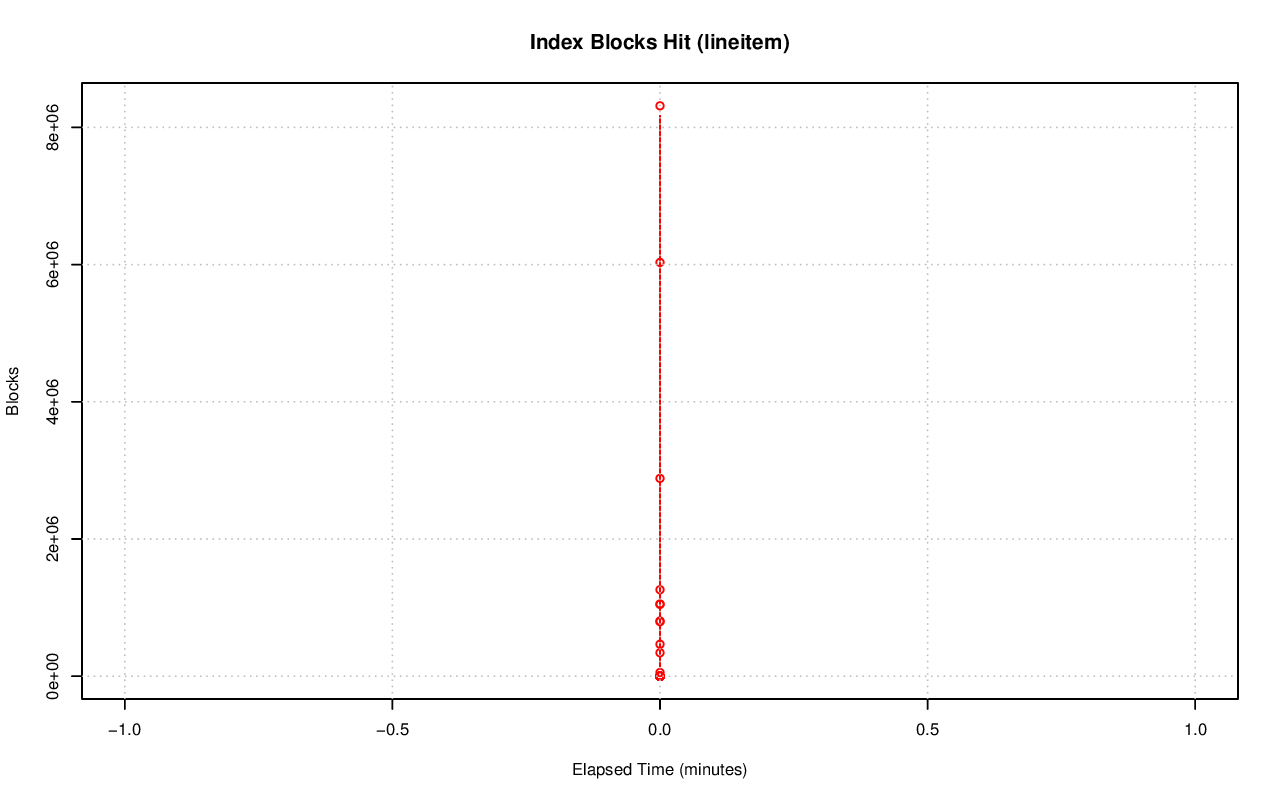 Index Blocks Hit (lineitem)
8e+06
6e+06
4e+06
2e+06
0e+00
Blocks
−1.0
−0.5
0.0
0.5
1.0
Elapsed Time (minutes)